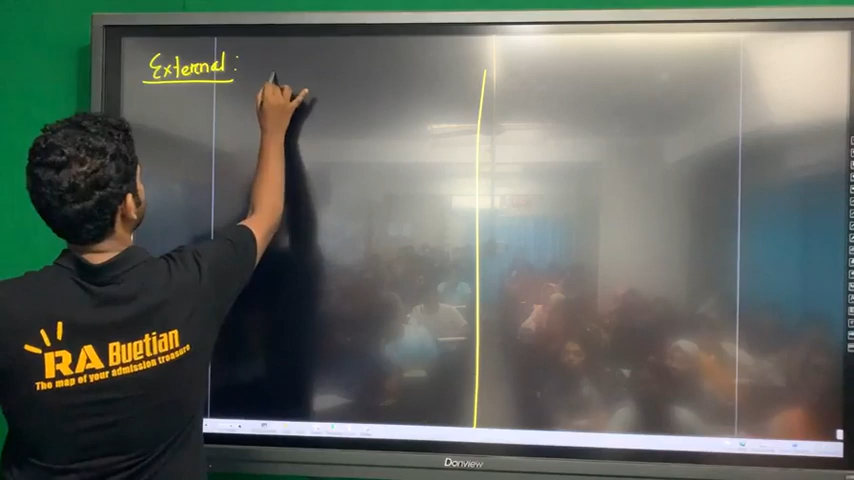 External:
RA Buetian
The map of your admission treasure
Donview